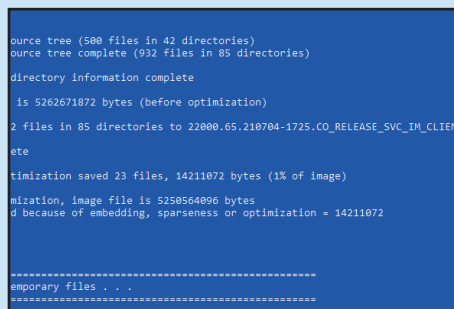 ource tree (500 files in 42 directories)
ource tree complete (932 files in 85 directories)
directory information complete
is 5262671872 bytes (before optimization)
2 files in 85 directories to 22000.65.210704-1725.CO_RELEASE_SVC_IM_CLIEN
ete
timization saved 23 files, 14211072 bytes (1% of image)
mization, image file is 5250564096 bytes
d because of embedding, sparseness or optimization = 14211072
==================================================
emporary files . . .
==================================================